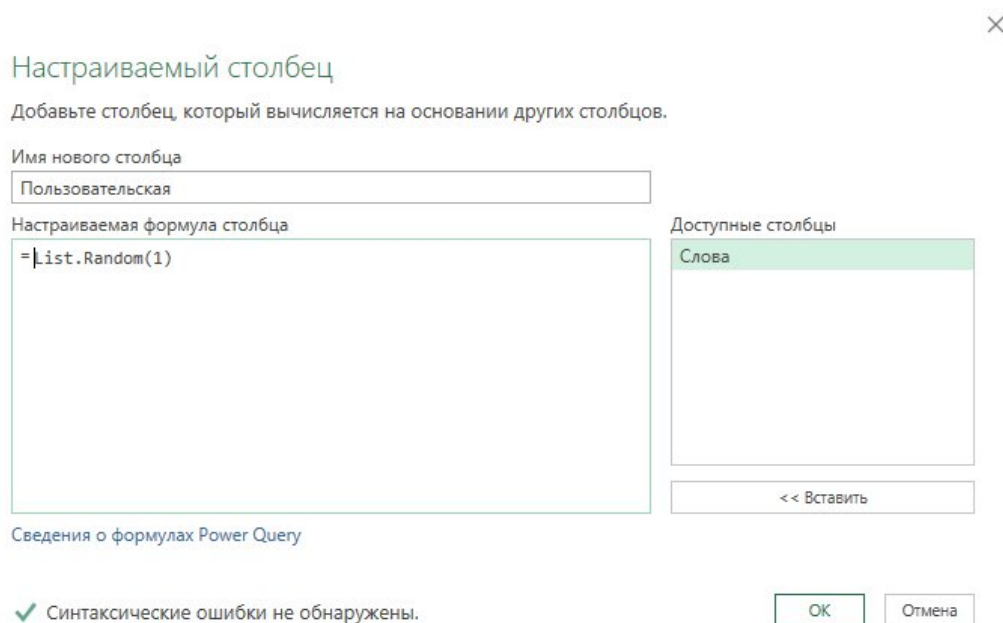 Настраиваемый столбец
Добавьте столбец, который вычисляется на основании других столбцов.
Имя нового столбца
Пользовательская
Настраиваемая формула столбца
Доступные столбцы
=List.Random(1)
Слова
<< Вставить
Сведения о формулах Power Query
Синтаксические ошибки не обнаружены.
ОК
Отмена